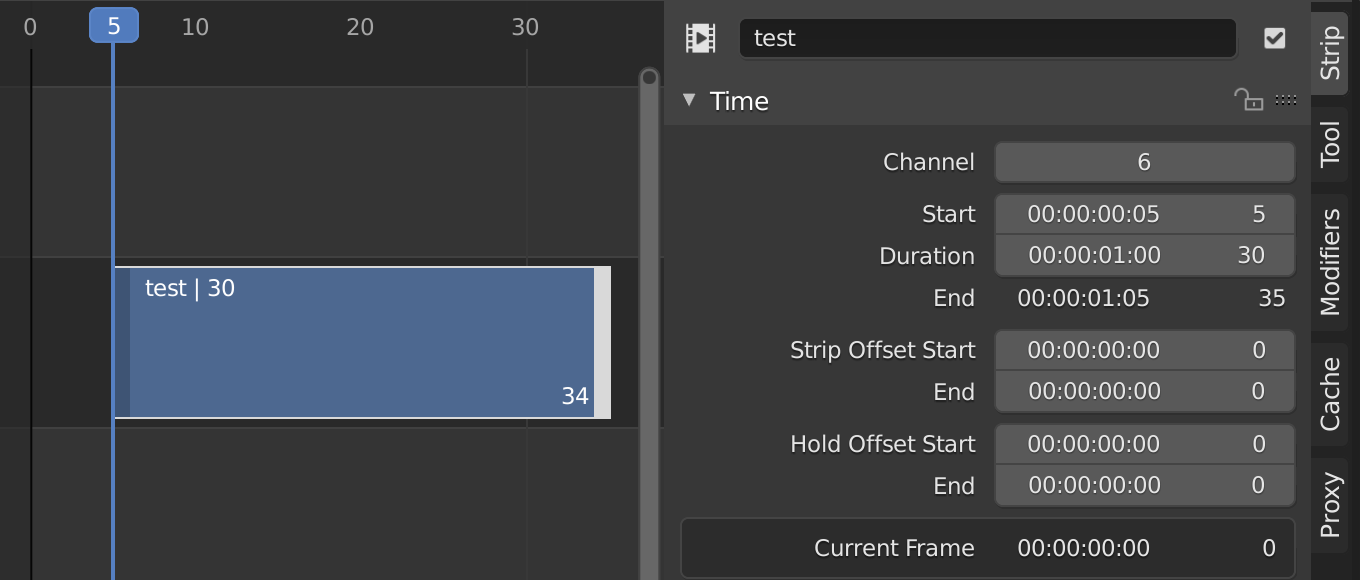 0 5 10 20 30
test | 30
34
test
Time
Channel 6
Start 00:00:00:05 5
Duration 00:00:01:00 30
End 00:00:01:05 35
Strip Offset Start 00:00:00:00 0
End 00:00:00:00 0
Hold Offset Start 00:00:00:00 0
End 00:00:00:00 0
Current Frame 00:00:00:00 0
Strip
Tool
Modifiers
Cache
Proxy